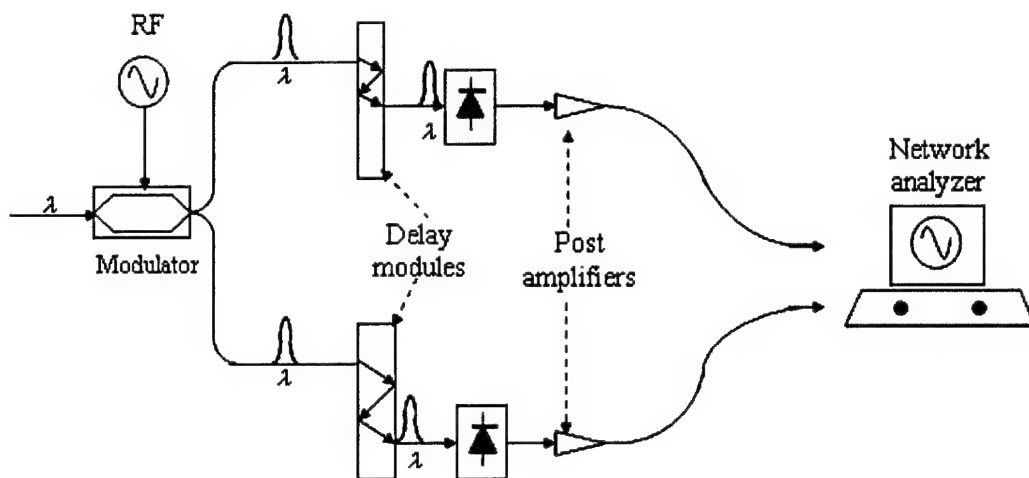 RF
λ
λ
Network
analyzer
λ
Modulator
Delay
modules
Post
amplifiers
λ
λ